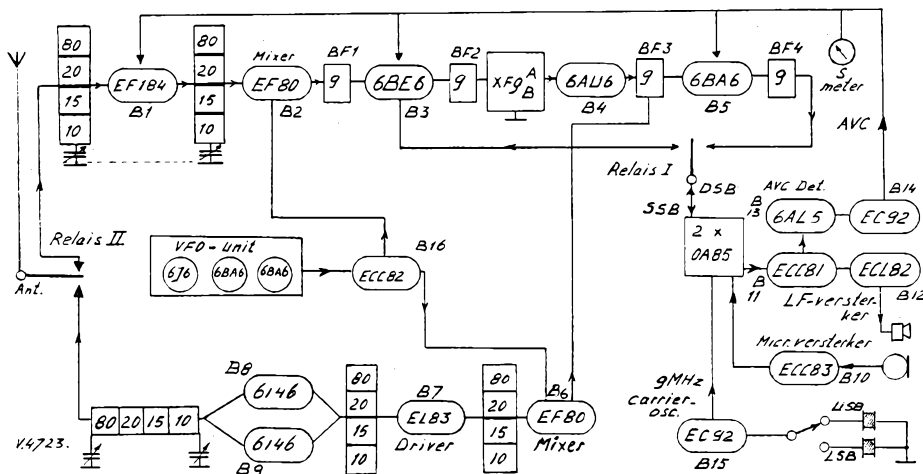 80
20
15
10
80
20
15
10
EF184
B1
Mixer
EF80
B2
BF1
9
6BE6
B3
BF2
9
XF9 A B
6AU6
B4
BF3
9
6BA6
B5
BF4
9
S meter
AVC
Relais I
DSB
SSB
AVC Det.
B 13
6AL5
B14
EC92
2 x
0A85
B 11
ECC81
ECL82
B12
LF-verster-
ker
Micr. versterker
ECC83
B10
Relais II
Ant.
VFO-unit
6J6
6BA6
6BA6
B16
ECC82
B8
6146
6146
B9
80 20 15 10
V.4723.
80
20
15
10
B7
EL83
Driver
80
20
15
10
B6
EF80
Mixer
9MHz
carrier-
osc.
EC92
B15
USB
LSB